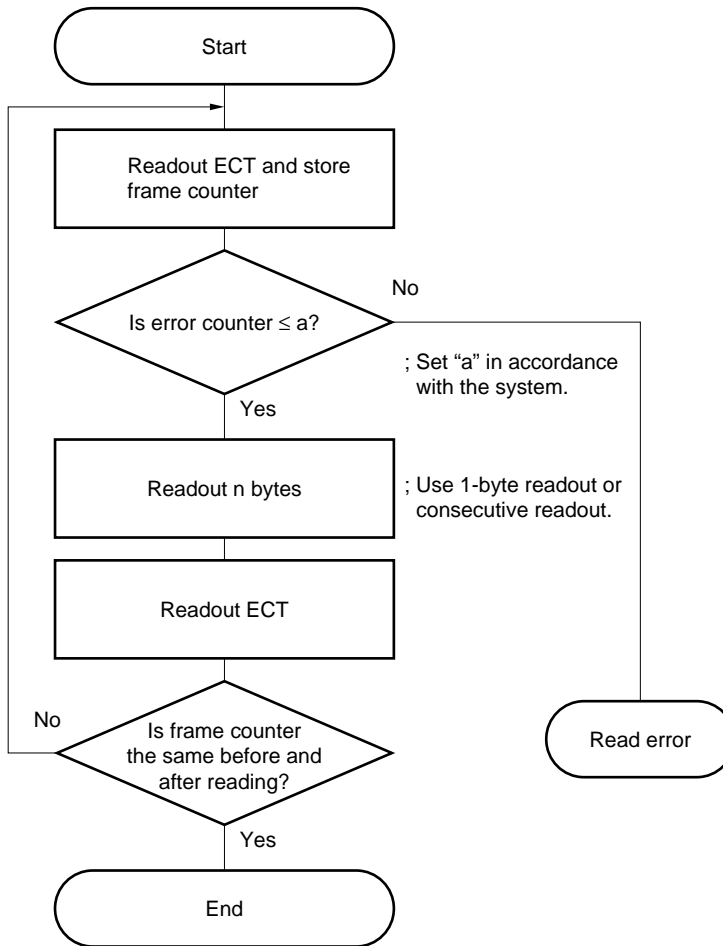 Start
Readout ECT and store
frame counter
No
Is error counter ≤ a?
; Set “a” in accordance
with the system.
Yes
Readout n bytes
; Use 1-byte readout or
consecutive readout.
Readout ECT
No
Is frame counter
the same before and
after reading?
Read error
Yes
End